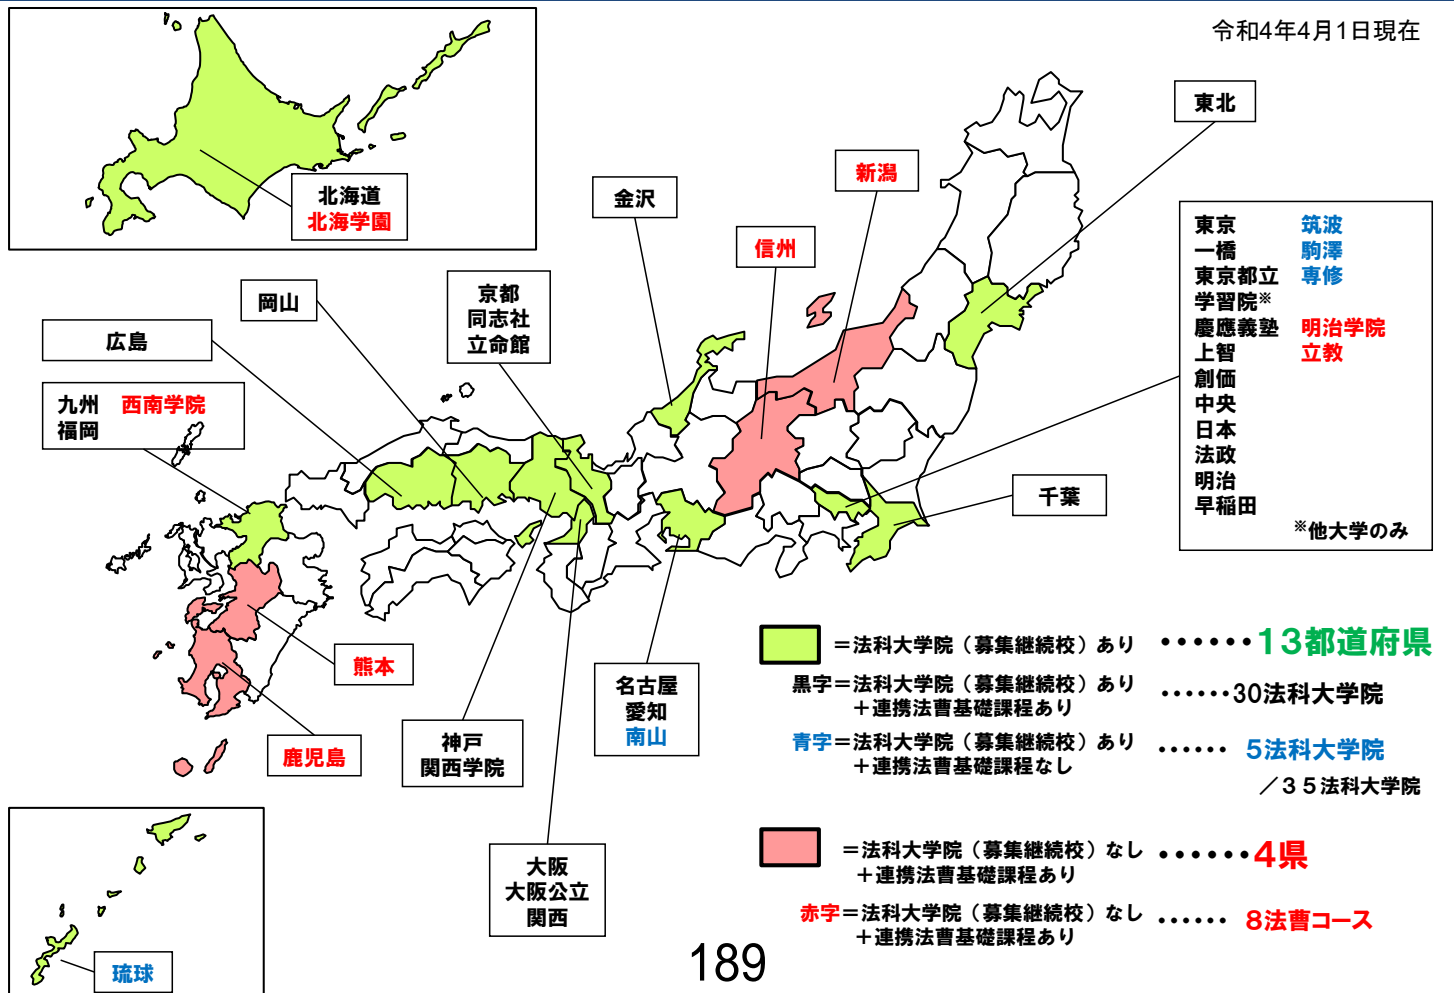 令和4年4月1日現在
東北
新潟
金沢
信州
北海道
北海学園
岡山
京都
同志社
立命館
広島
九州 西南学院
福岡
東京 筑波
一橋 駒澤
東京都立 専修
学習院※
慶應義塾 明治学院
上智 立教
創価
中央
日本
法政
明治
早稲田
※他大学のみ
千葉
熊本
鹿児島
名古屋
愛知
南山
神戸
関西学院
大阪
大阪公立
関西
琉球
＝法科大学院（募集継続校）あり ・・・・・・13都道府県
黒字＝法科大学院（募集継続校）あり ・・・・・・30法科大学院
＋連携法曹基礎課程あり
青字＝法科大学院（募集継続校）あり ・・・・・・ 5法科大学院
＋連携法曹基礎課程なし
／３５法科大学院
＝法科大学院（募集継続校）なし ・・・・・・4県
＋連携法曹基礎課程あり
赤字＝法科大学院（募集継続校）なし ・・・・・・ 8法曹コース
＋連携法曹基礎課程あり
189